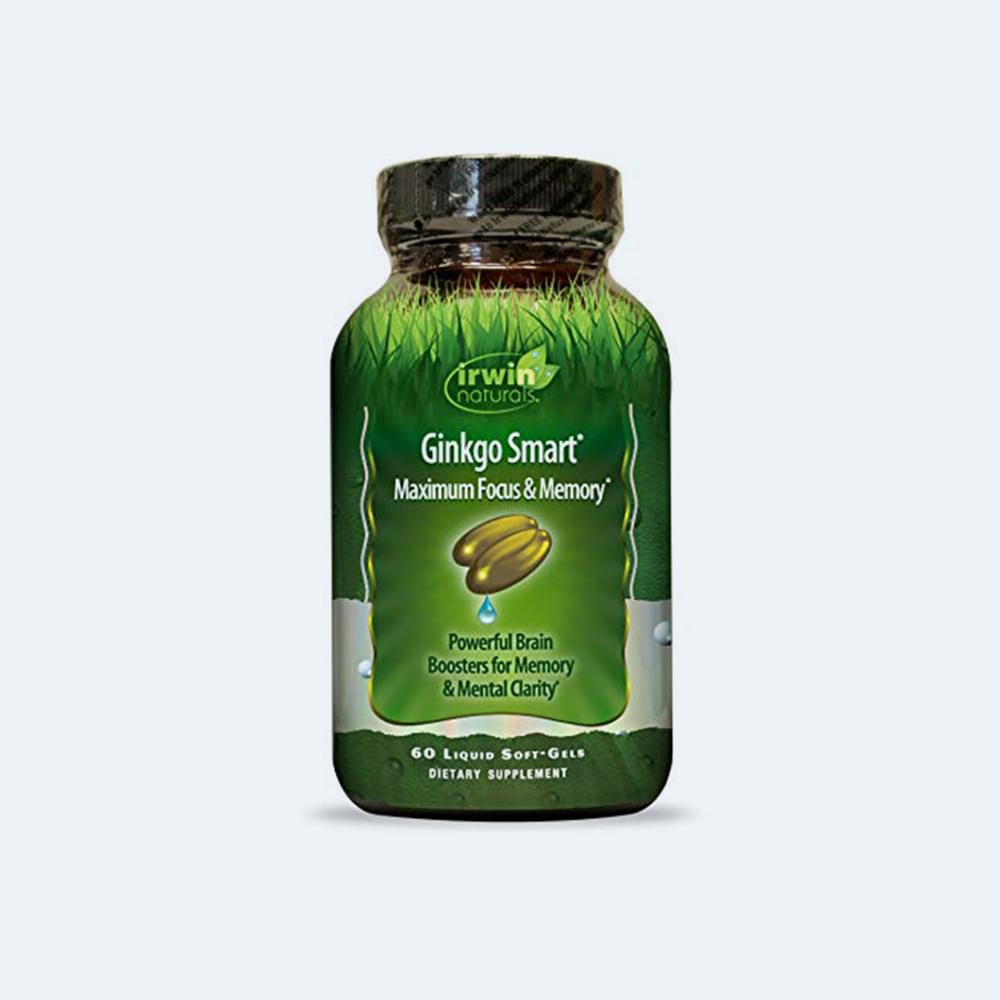 irwin
naturals.
Ginkgo Smart*
Maximum Focus & Memory*
Powerful Brain
Boosters for Memory
& Mental Clarity*
60 LIQUID SOFT-GELS
DIETARY SUPPLEMENT